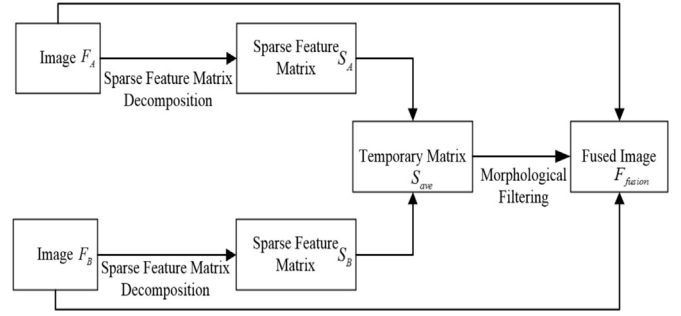 Image F_A
Sparse Feature Matrix
Decomposition
Sparse Feature S_A
Matrix
Temporary Matrix
S_ave
Morphological
Filtering
Fused Image
F_fusion
Image F_B
Sparse Feature Matrix
Decomposition
Sparse Feature S_B
Matrix